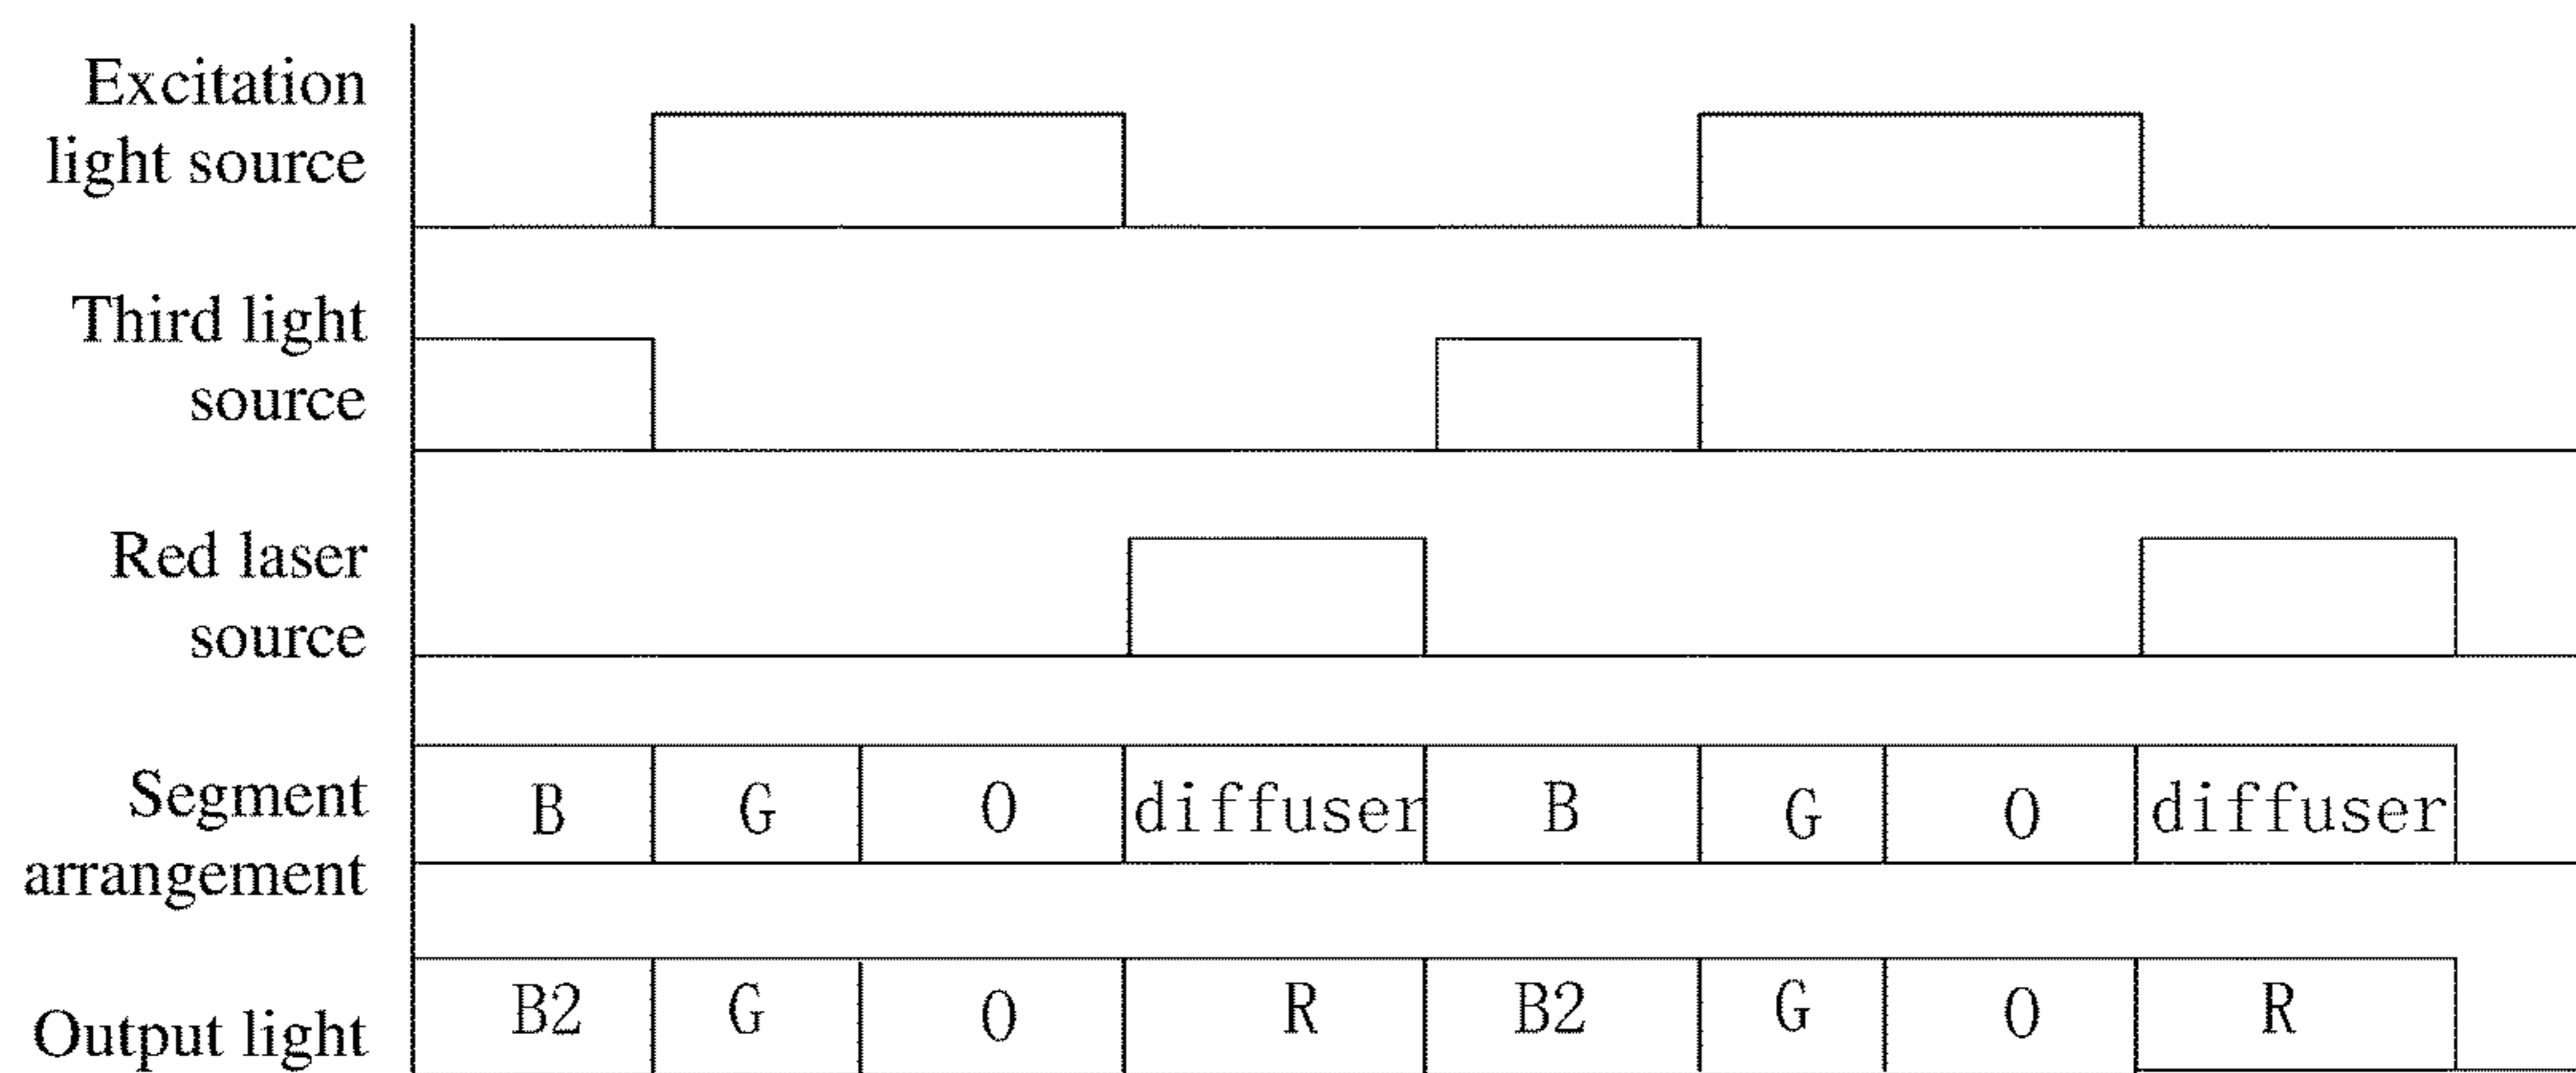 Excitation
light source
Third light
source
Red laser
source
Segment
arrangement
B G O diffuser B G O diffuser
Output light
B2 G O R B2 G O R